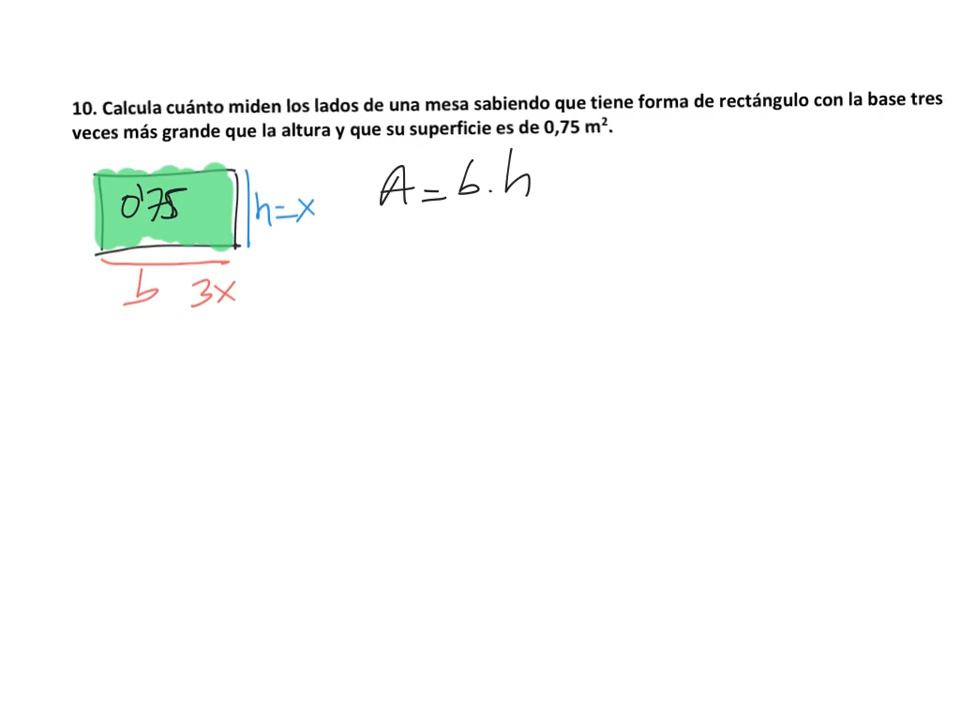 10. Calcula cuánto miden los lados de una mesa sabiendo que tiene forma de rectángulo con la base tres
veces más grande que la altura y que su superficie es de 0,75 m².
0'75
h=x
A=b.h
b 3x